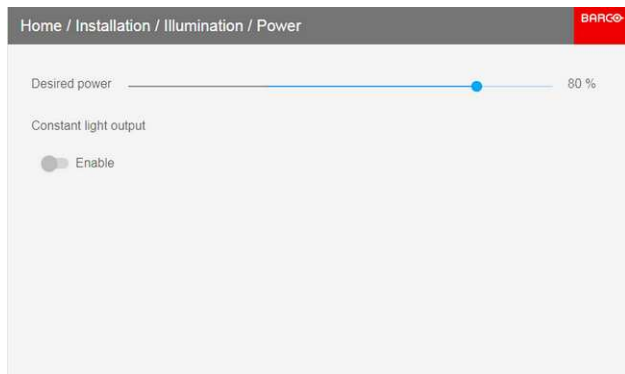 Home / Installation / Illumination / Power
BARCO
Desired power 80 %
Constant light output
Enable